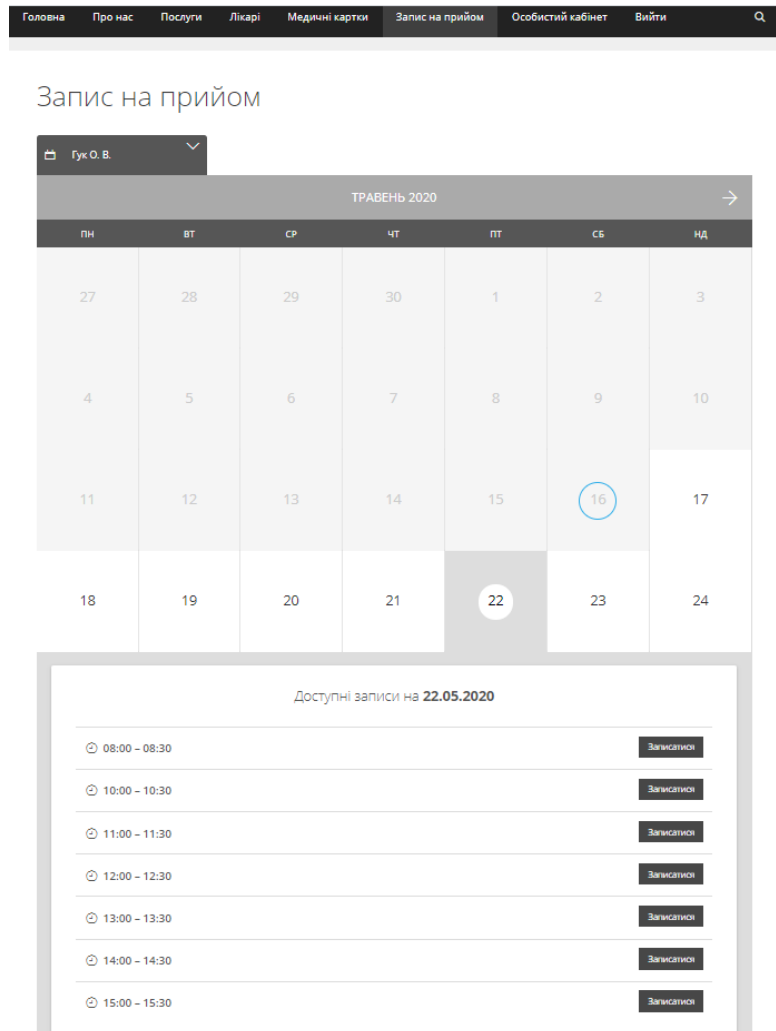 Головна Про нас Послуги Лікарі Медичні картки Запис на прийом Особистий кабінет Вийти
Запис на прийом
Гук О. В.
ТРАВЕНЬ 2020
ПН ВТ СР ЧТ ПТ СБ НД
27 28 29 30 1 2 3
4 5 6 7 8 9 10
11 12 13 14 15 16 17
18 19 20 21 22 23 24
Доступні записи на 22.05.2020
08:00 – 08:30 Записатися
10:00 – 10:30 Записатися
11:00 – 11:30 Записатися
12:00 – 12:30 Записатися
13:00 – 13:30 Записатися
14:00 – 14:30 Записатися
15:00 – 15:30 Записатися